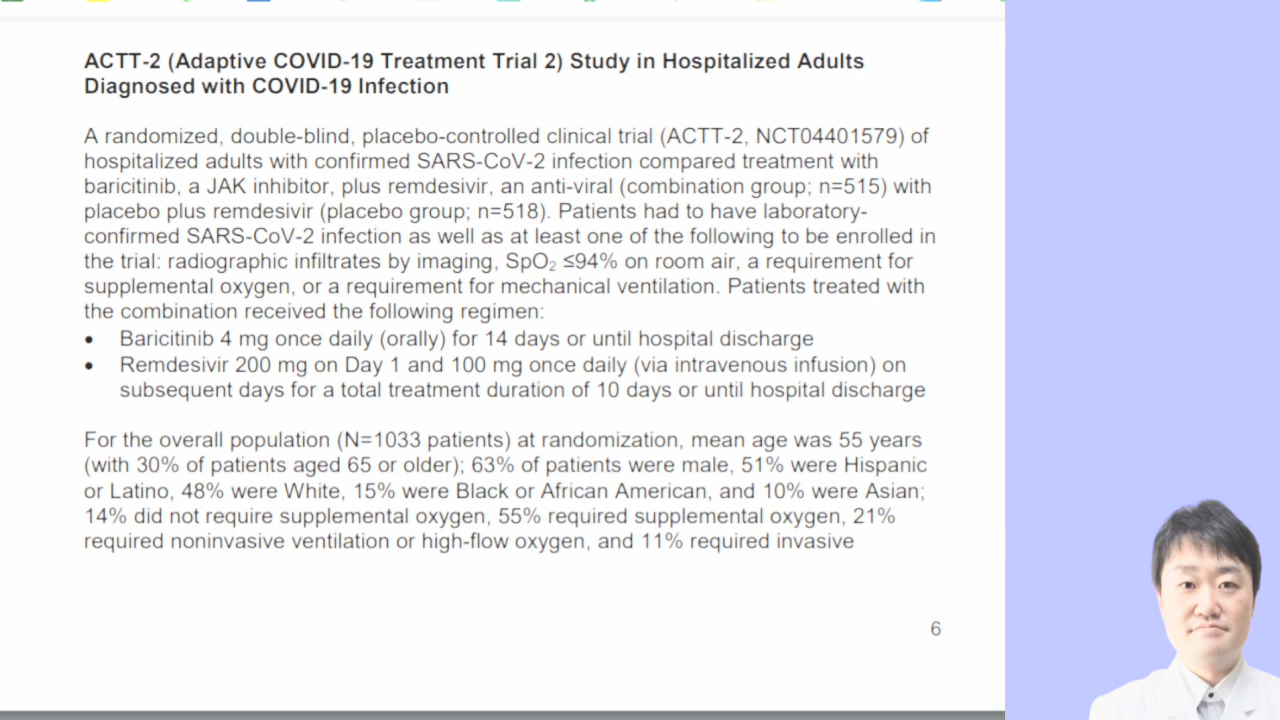 ACTT-2 (Adaptive COVID-19 Treatment Trial 2) Study in Hospitalized Adults
Diagnosed with COVID-19 Infection
A randomized, double-blind, placebo-controlled clinical trial (ACTT-2, NCT04401579) of
hospitalized adults with confirmed SARS-CoV-2 infection compared treatment with
baricitinib, a JAK inhibitor, plus remdesivir, an anti-viral (combination group; n=515) with
placebo plus remdesivir (placebo group; n=518). Patients had to have laboratory-
confirmed SARS-CoV-2 infection as well as at least one of the following to be enrolled in
the trial: radiographic infiltrates by imaging, SpO₂ ≤94% on room air, a requirement for
supplemental oxygen, or a requirement for mechanical ventilation. Patients treated with
the combination received the following regimen:
• Baricitinib 4 mg once daily (orally) for 14 days or until hospital discharge
• Remdesivir 200 mg on Day 1 and 100 mg once daily (via intravenous infusion) on
subsequent days for a total treatment duration of 10 days or until hospital discharge
For the overall population (N=1033 patients) at randomization, mean age was 55 years
(with 30% of patients aged 65 or older); 63% of patients were male, 51% were Hispanic
or Latino, 48% were White, 15% were Black or African American, and 10% were Asian;
14% did not require supplemental oxygen, 55% required supplemental oxygen, 21%
required noninvasive ventilation or high-flow oxygen, and 11% required invasive
6